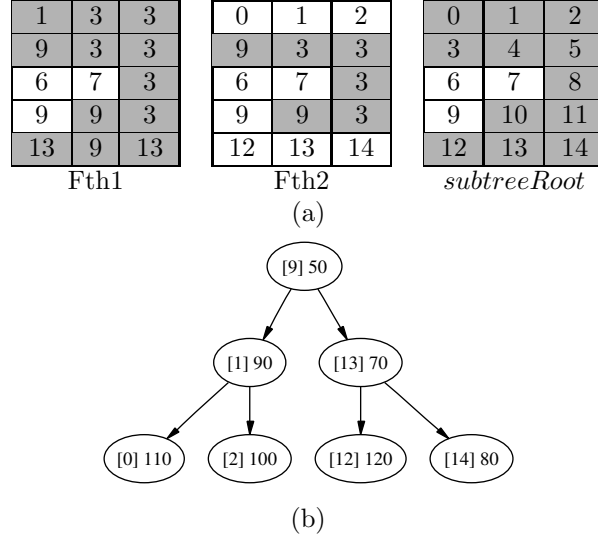 1 3 3 0 1 2 0 1 2
9 3 3 9 3 3 3 4 5
6 7 3 6 7 3 6 7 8
9 9 3 9 9 3 9 10 11
13 9 13 12 13 14 12 13 14
Fth1 Fth2 subtreeRoot
(a)
[9] 50
[1] 90 [13] 70
[0] 110 [2] 100 [12] 120 [14] 80
(b)